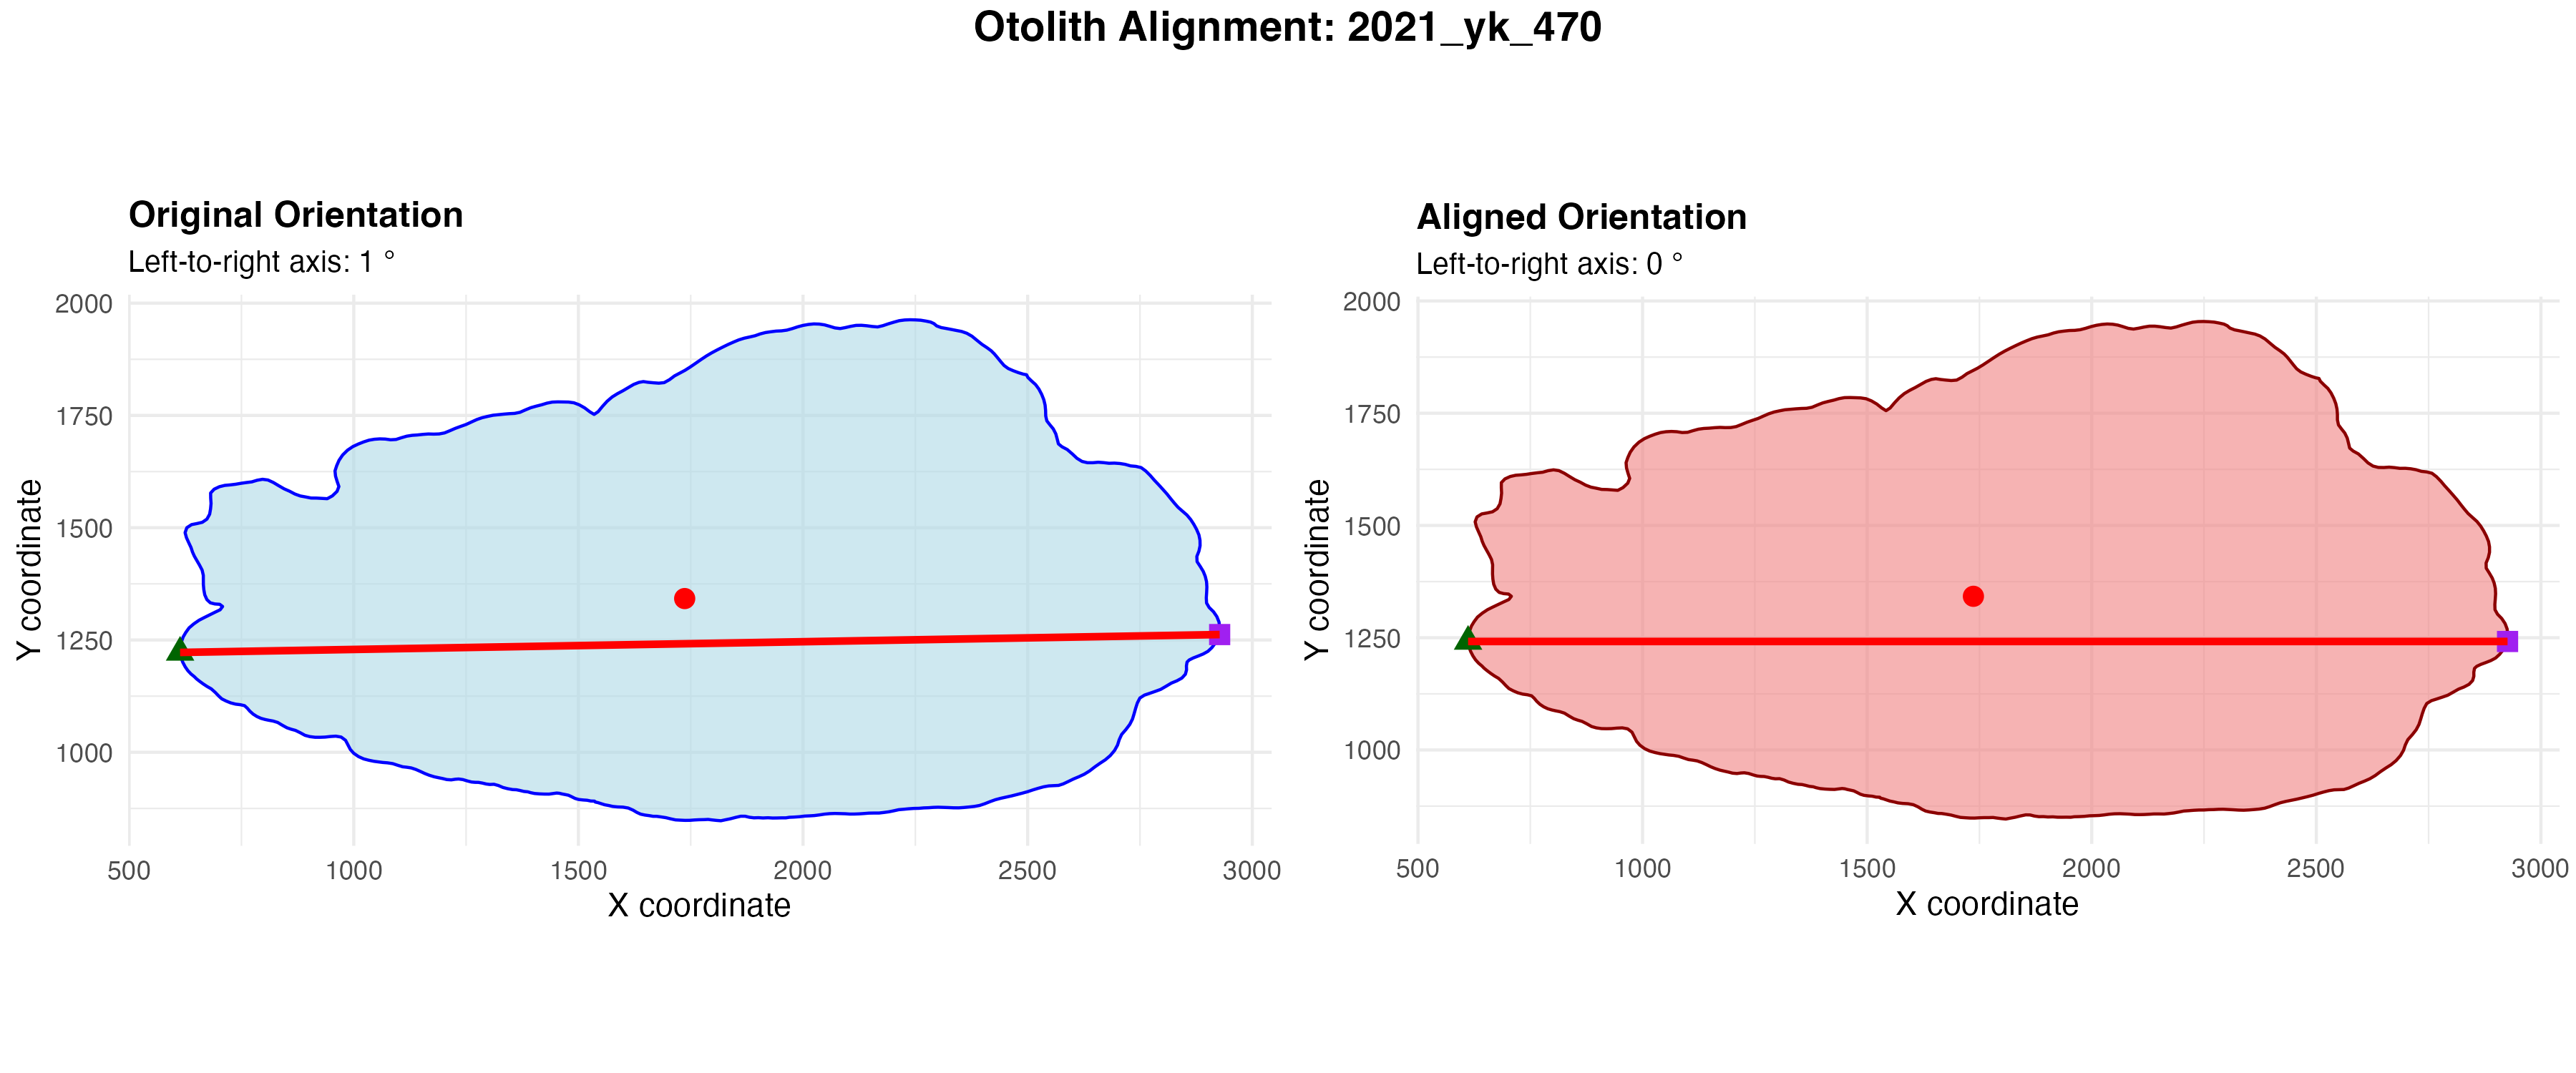 Otolith Alignment: 2021_yk_470
Original Orientation
Left-to-right axis: 1 °
2000
1750
1500
1250
1000
Y coordinate
500 1000 1500 2000 2500 3000
X coordinate
Aligned Orientation
Left-to-right axis: 0 °
2000
1750
1500
1250
1000
Y coordinate
500 1000 1500 2000 2500 3000
X coordinate